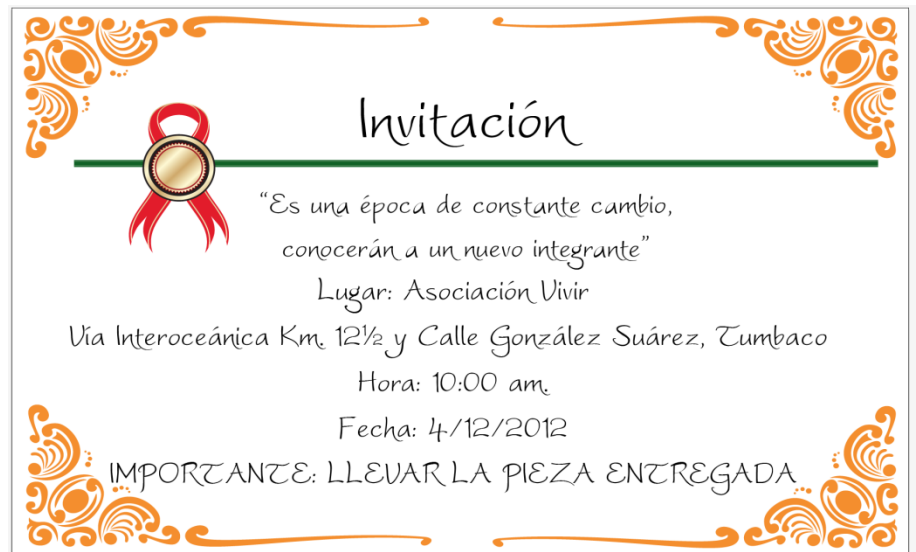 Invitación
“Es una época de constante cambio,
conocerán a un nuevo integrante”
Lugar: Asociación Vivir
Vía Interoceánica Km. 12½ y Calle González Suárez, Tumbaco
Hora: 10:00 am.
Fecha: 4/12/2012
IMPORTANTE: LLEVAR LA PIEZA ENTREGADA